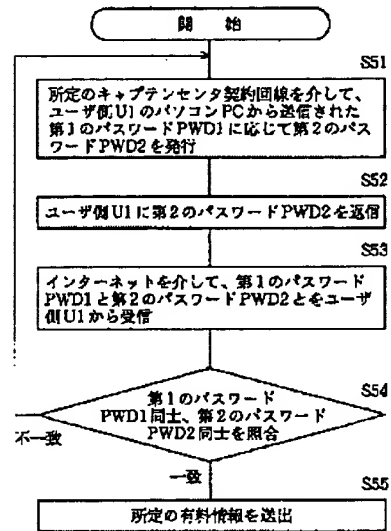 開始
S51
所定のキャプテンセンタ契約回線を介して、
ユーザ側U1のパソコンPCから送信された
第1のパスワードPWD1に応じて第2のパス
ワードPWD2を発行
S52
ユーザ側U1に第2のパスワードPWD2を返信
S53
インターネットを介して、第1のパスワード
PWD1と第2のパスワードPWD2とをユーザ
側U1から受信
S54
第1のパスワード
PWD1同士、第2のパスワード
PWD2同士を照合
不一致
一致
S55
所定の有料情報を送出